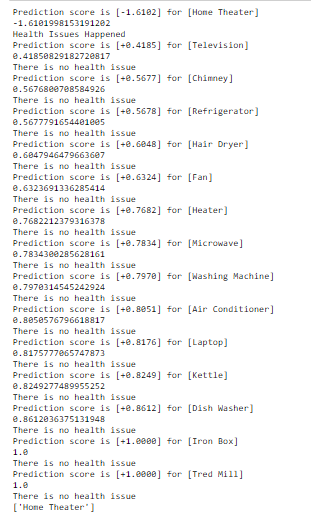 Prediction score is [-1.6102] for [Home Theater]
-1.6101998153191202
Health Issues Happened
Prediction score is [+0.4185] for [Television]
0.41850829182720817
There is no health issue
Prediction score is [+0.5677] for [Chimney]
0.5676800708584926
There is no health issue
Prediction score is [+0.5678] for [Refrigerator]
0.5677791654401005
There is no health issue
Prediction score is [+0.6048] for [Hair Dryer]
0.6047946479663607
There is no health issue
Prediction score is [+0.6324] for [Fan]
0.6323691336285414
There is no health issue
Prediction score is [+0.7682] for [Heater]
0.7682212379316378
There is no health issue
Prediction score is [+0.7834] for [Microwave]
0.7834300285628161
There is no health issue
Prediction score is [+0.7970] for [Washing Machine]
0.7970314545242924
There is no health issue
Prediction score is [+0.8051] for [Air Conditioner]
0.8050576796618817
There is no health issue
Prediction score is [+0.8176] for [Laptop]
0.8175777065747873
There is no health issue
Prediction score is [+0.8249] for [Kettle]
0.8249277489955252
There is no health issue
Prediction score is [+0.8612] for [Dish Washer]
0.8612036375131948
There is no health issue
Prediction score is [+1.0000] for [Iron Box]
1.0
There is no health issue
Prediction score is [+1.0000] for [Tred Mill]
1.0
There is no health issue
['Home Theater']